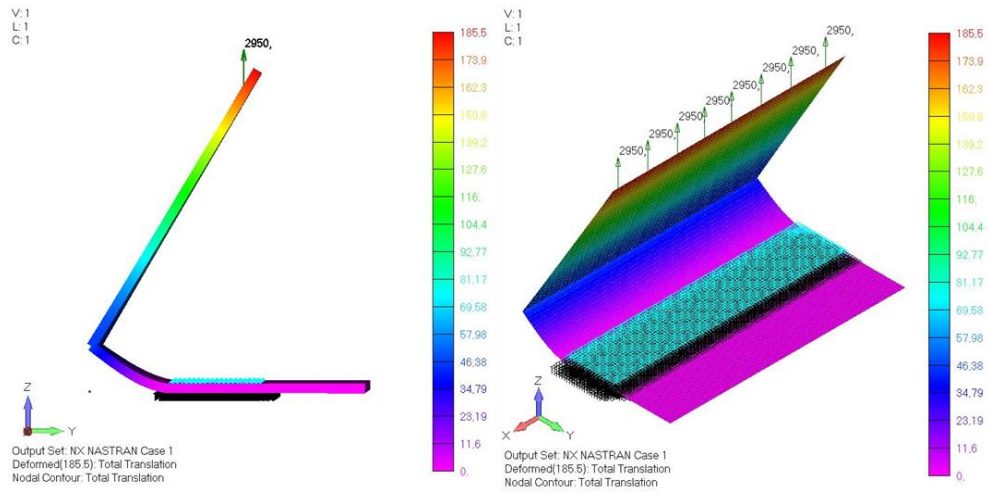 V: 1
L: 1
C: 1
2950,
185.5
173.9
162.3
150.8
139.2
127.6
116.
104.4
92.77
81.17
69.58
57.98
46.38
34.79
23.19
11.6
0.
Z
X
Y
Output Set: NX NASTRAN Case 1
Deformed(185.5): Total Translation
Nodal Contour: Total Translation
V: 1
L: 1
C: 1
2950,
2950,
2950,
2950,
2950,
2950,
2950,
2950,
185.5
173.9
162.3
150.8
139.2
127.6
116.
104.4
92.77
81.17
69.58
57.98
46.38
34.79
23.19
11.6
0.
Z
X
Y
Output Set: NX NASTRAN Case 1
Deformed(185.5): Total Translation
Nodal Contour: Total Translation